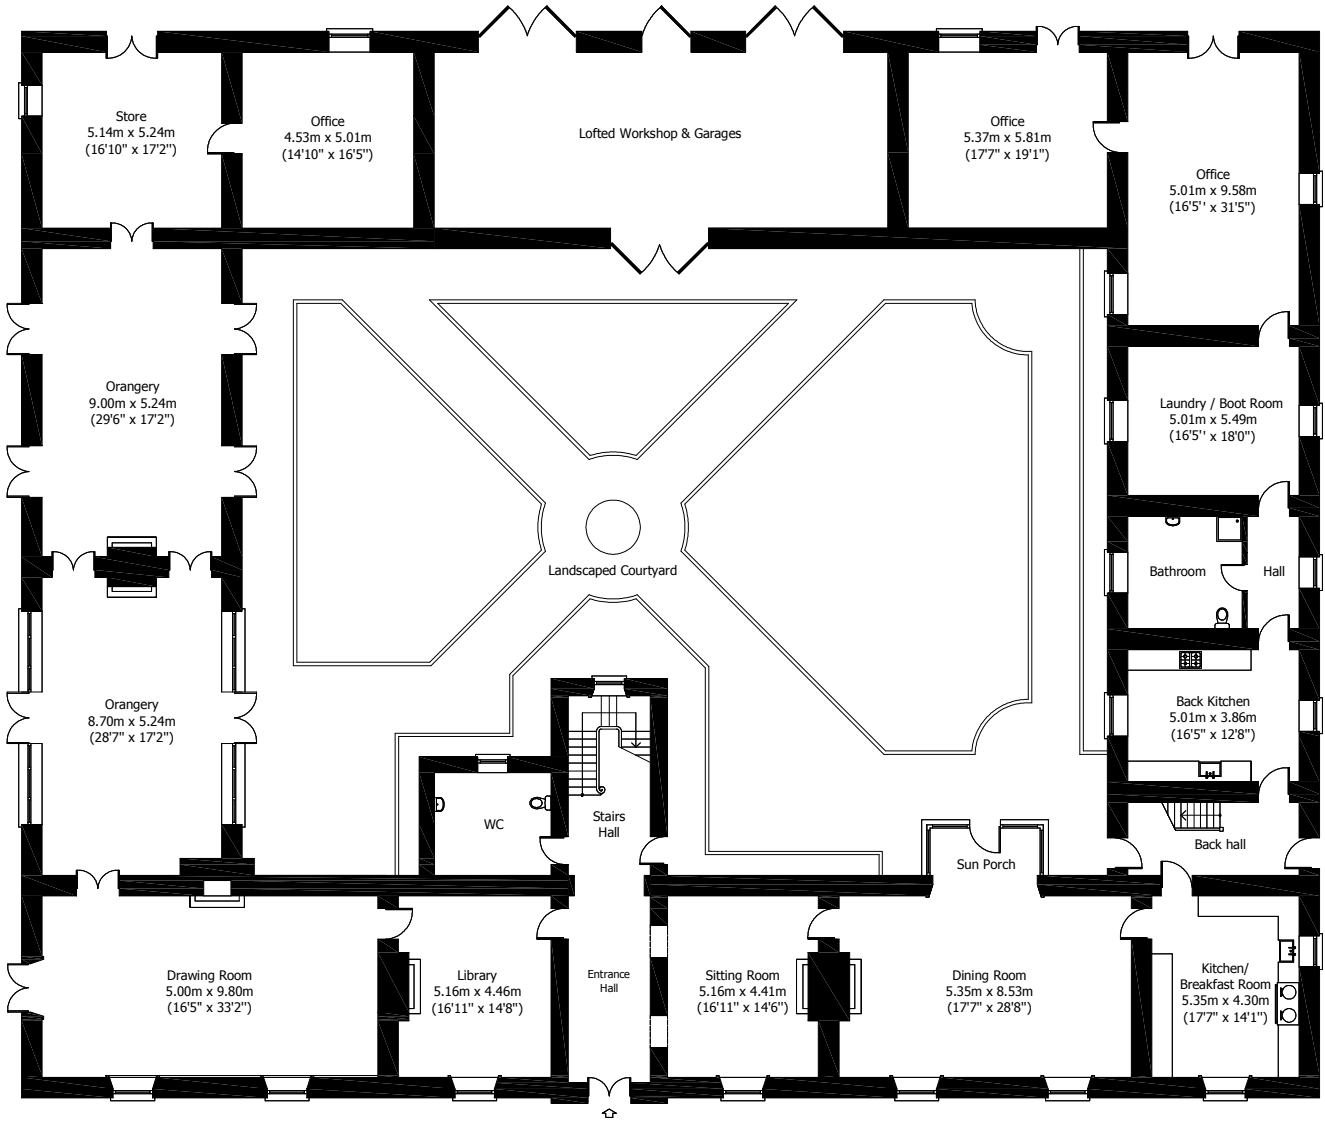 Store
5.14m x 5.24m
(16'10" x 17'2")
Office
4.53m x 5.01m
(14'10" x 16'5")
Lofted Workshop & Garages
Office
5.37m x 5.81m
(17'7" x 19'1")
Office
5.01m x 9.58m
(16'5'' x 31'5")
Orangery
9.00m x 5.24m
(29'6" x 17'2")
Laundry / Boot Room
5.01m x 5.49m
(16'5'' x 18'0")
Landscaped Courtyard
Bathroom
Hall
Orangery
8.70m x 5.24m
(28'7" x 17'2")
Back Kitchen
5.01m x 3.86m
(16'5" x 12'8")
WC
Stairs
Hall
Sun Porch
Back hall
Drawing Room
5.00m x 9.80m
(16'5" x 33'2")
Library
5.16m x 4.46m
(16'11" x 14'8")
Entrance
Hall
Sitting Room
5.16m x 4.41m
(16'11" x 14'6")
Dining Room
5.35m x 8.53m
(17'7" x 28'8")
Kitchen/
Breakfast Room
5.35m x 4.30m
(17'7" x 14'1")